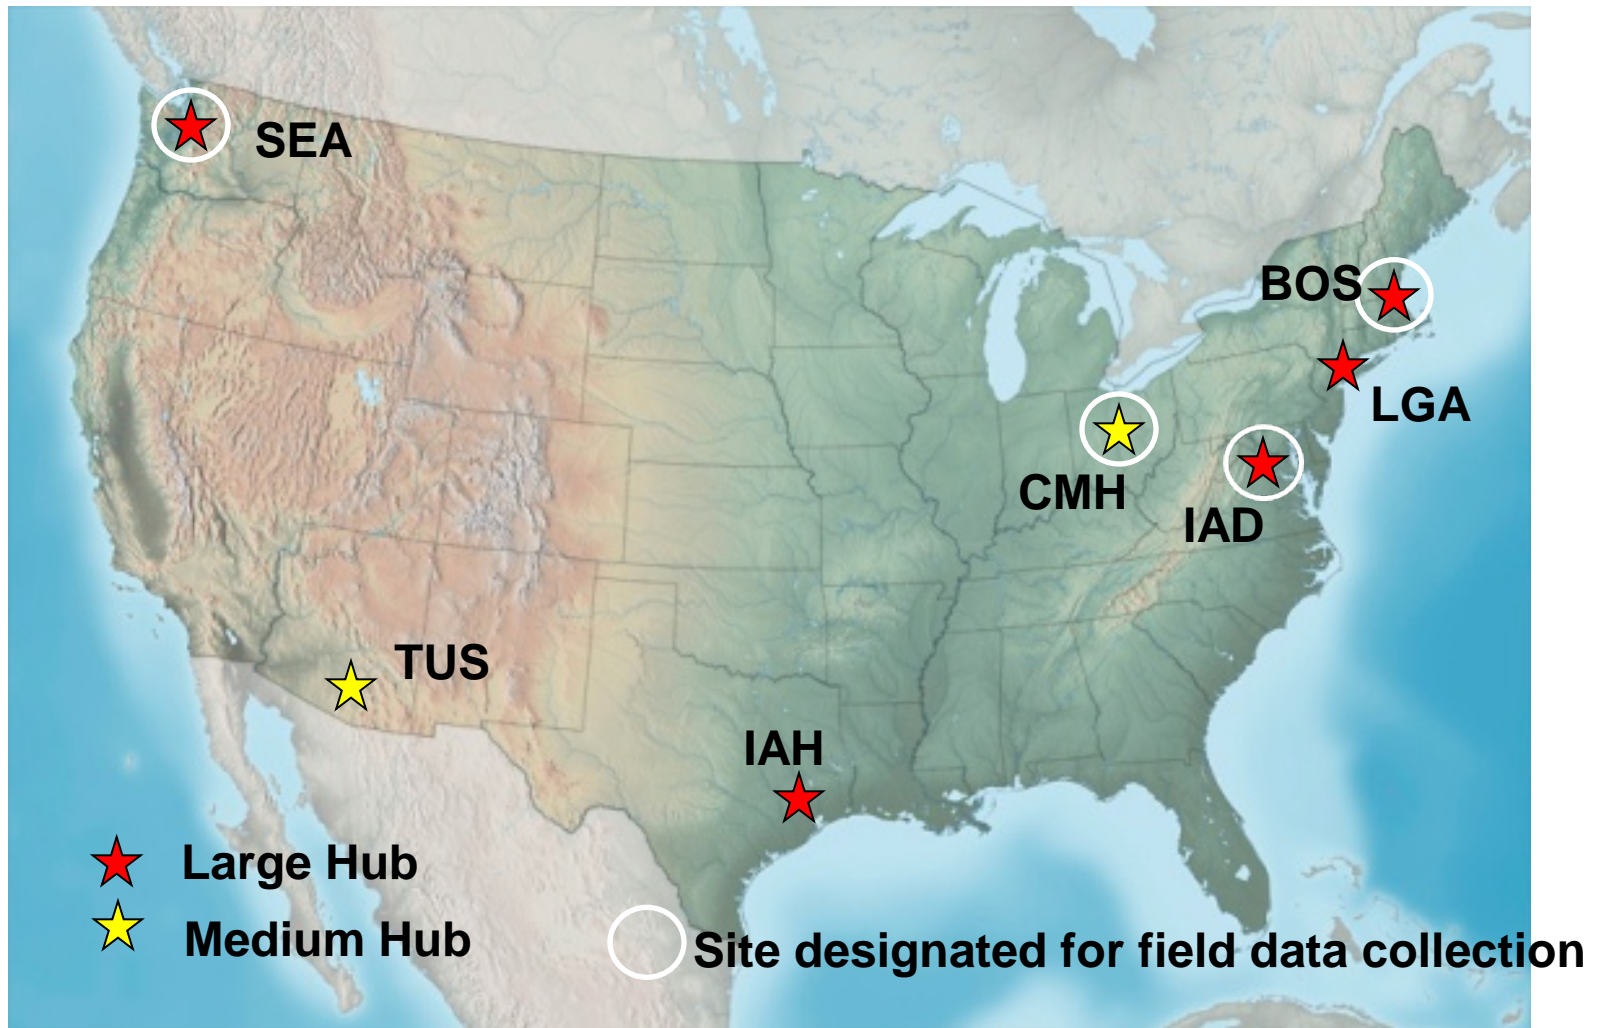 SEA
BOS
LGA
CMH
IAD
TUS
IAH
Large Hub
Medium Hub
Site designated for field data collection